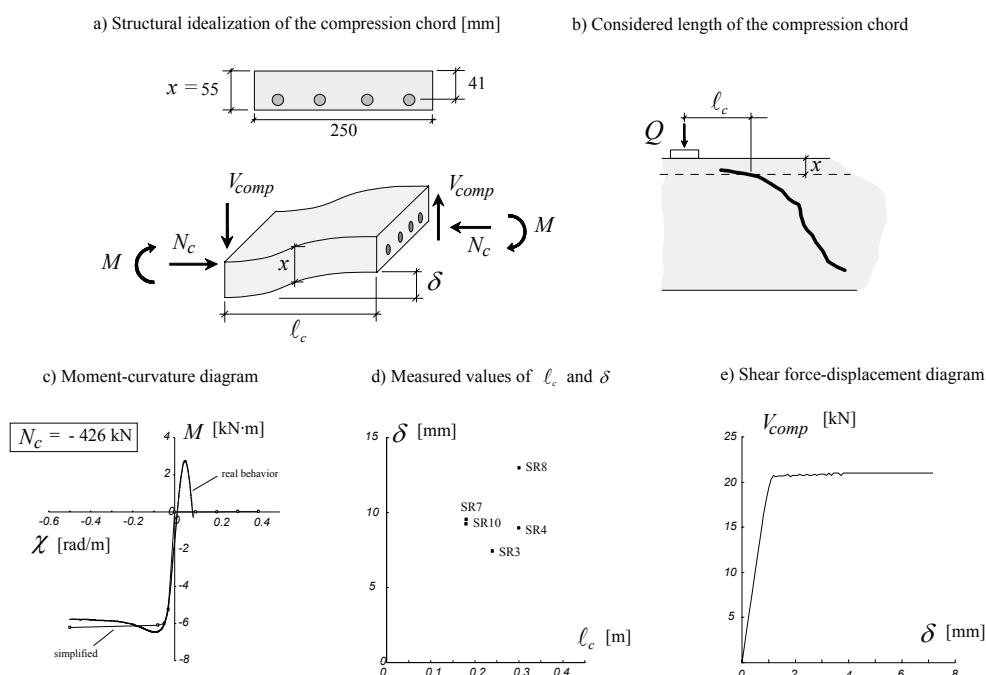 a) Structural idealization of the compression chord [mm]
b) Considered length of the compression chord
x = 55
41
250
V_comp
V_comp
M
N_c
x
N_c
M
δ
ℓ_c
ℓ_c
Q
x
c) Moment-curvature diagram
d) Measured values of ℓ_c and δ
e) Shear force-displacement diagram
N_c = - 426 kN
M [kN·m]
4
2
0
-2
-4
-6
-8
-0.6
-0.4
-0.2
0
0.2
0.4
0.6
χ [rad/m]
real behavior
simplified
δ [mm]
15
10
5
0
SR8
SR7
SR10
SR4
SR3
0
0.1
0.2
0.3
0.4
ℓ_c [m]
V_comp [kN]
25
20
15
10
5
0
0
2
4
6
8
δ [mm]